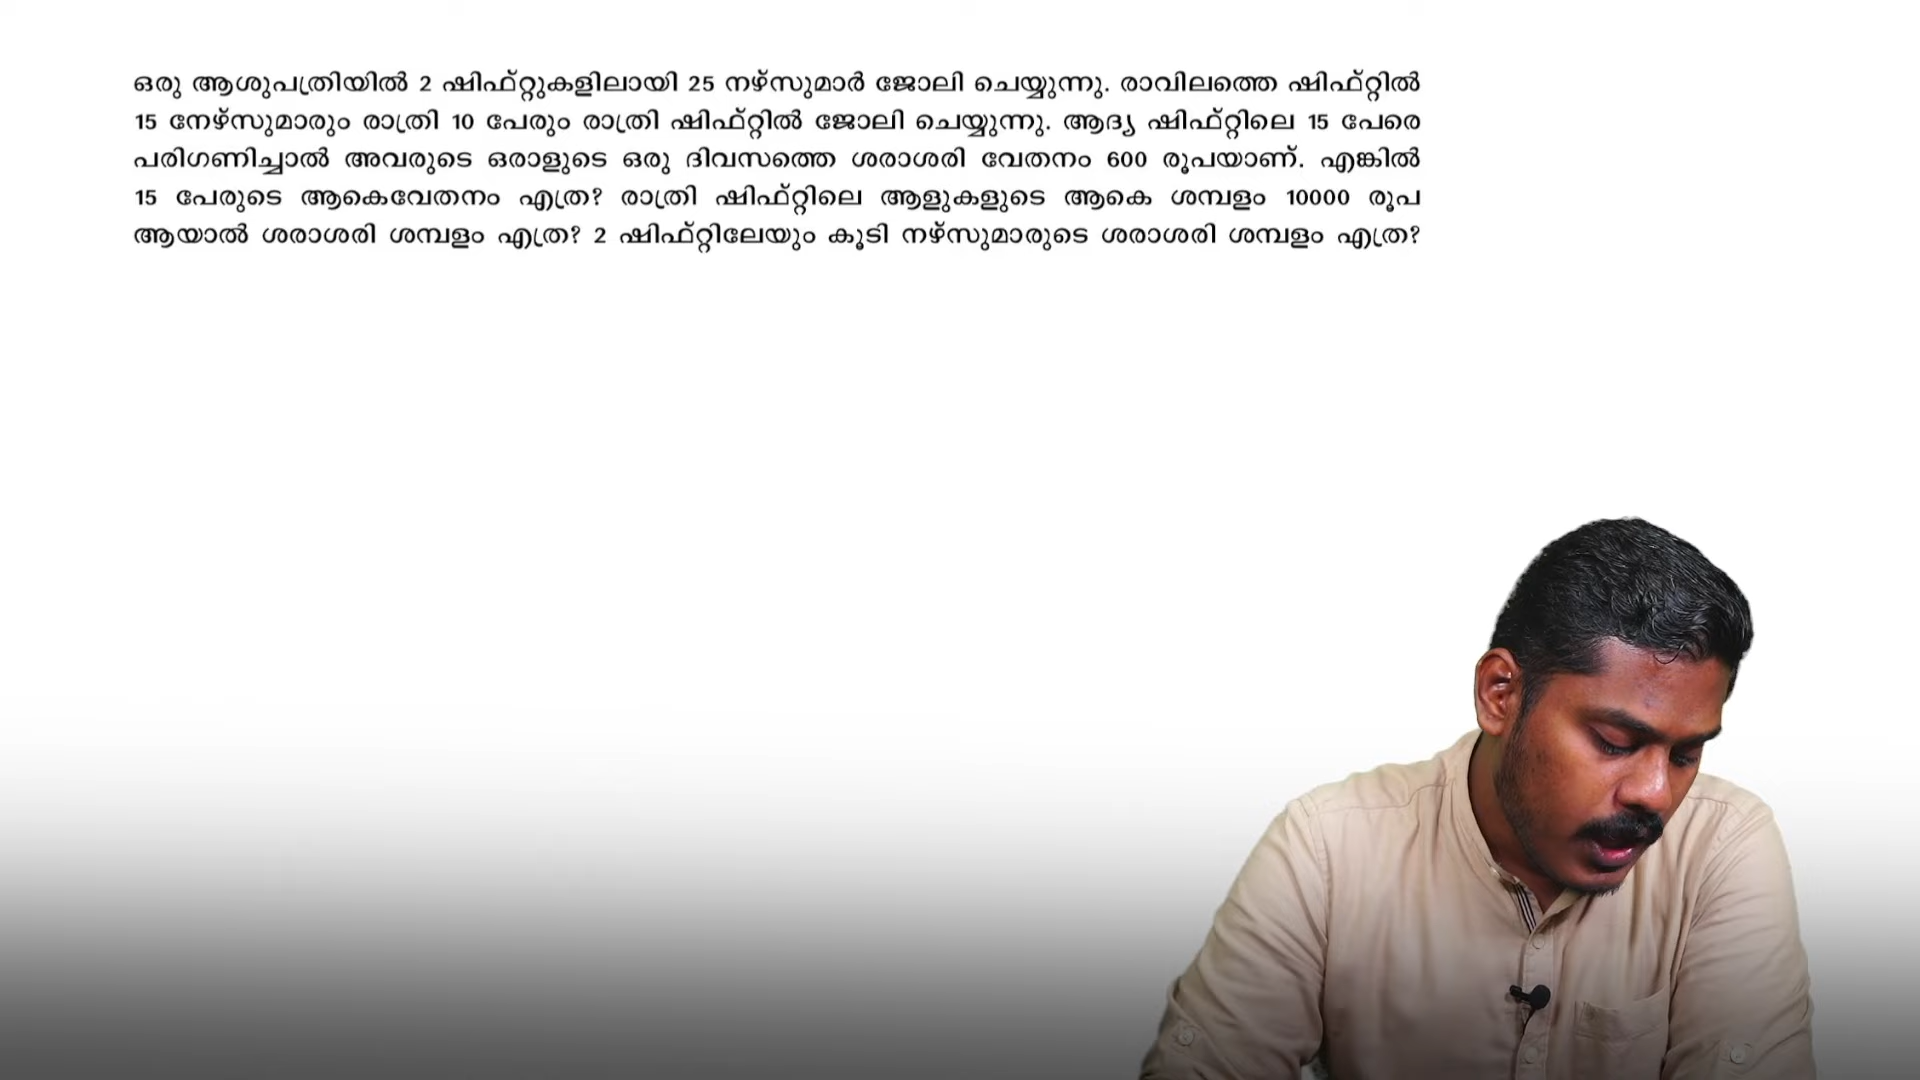 ഒരു ആശുപത്രിയിൽ 2 ഷിഫ്റ്റുകളിലായി 25 നഴ്സുമാർ ജോലി ചെയ്യുന്നു. രാവിലത്തെ ഷിഫ്റ്റിൽ
15 നേഴ്സുമാരും രാത്രി 10 പേരും രാത്രി ഷിഫ്റ്റിൽ ജോലി ചെയ്യുന്നു. ആദ്യ ഷിഫ്റ്റിലെ 15 പേരെ
പരിഗണിച്ചാൽ അവരുടെ ഒരാളുടെ ഒരു ദിവസത്തെ ശരാശരി വേതനം 600 രൂപയാണ്. എങ്കിൽ
15 പേരുടെ ആകെവേതനം എത്ര? രാത്രി ഷിഫ്റ്റിലെ ആളുകളുടെ ആകെ ശമ്പളം 10000 രൂപ
ആയാൽ ശരാശരി ശമ്പളം എത്ര? 2 ഷിഫ്റ്റിലേയും കൂടി നഴ്സുമാരുടെ ശരാശരി ശമ്പളം എത്ര?